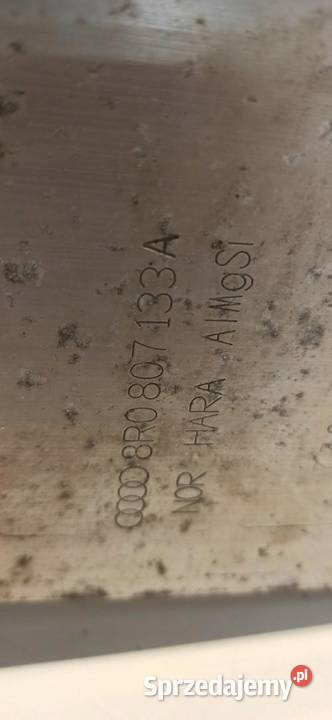 8R0 807 133 A
NOR HARA AlMgSi
Sprzedajemy.pl